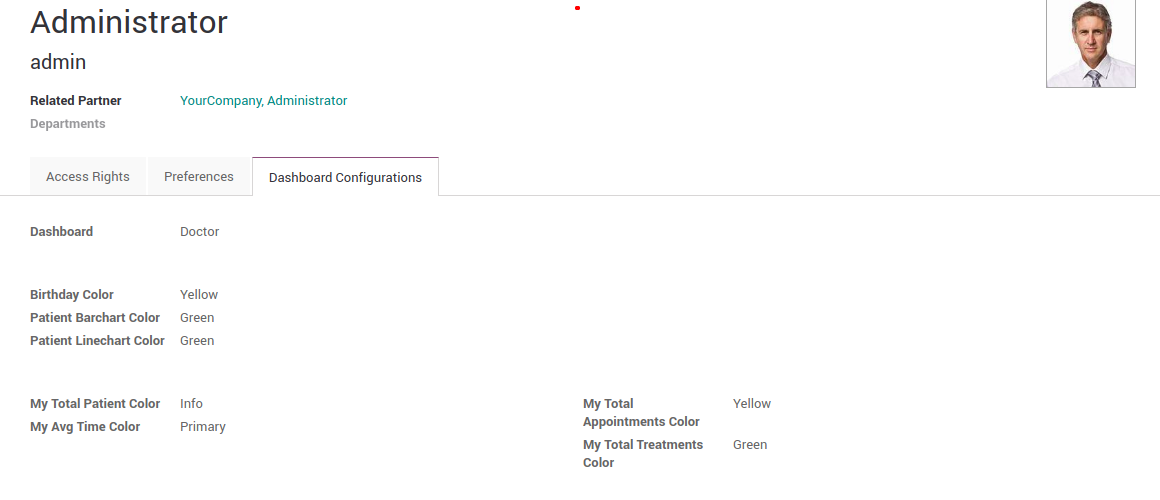 Administrator
admin
Related Partner YourCompany, Administrator
Departments
Access Rights Preferences Dashboard Configurations
Dashboard Doctor
Birthday Color Yellow
Patient Barchart Color Green
Patient Linechart Color Green
My Total Patient Color Info
My Avg Time Color Primary
My Total Yellow
Appointments Color
My Total Treatments Green
Color